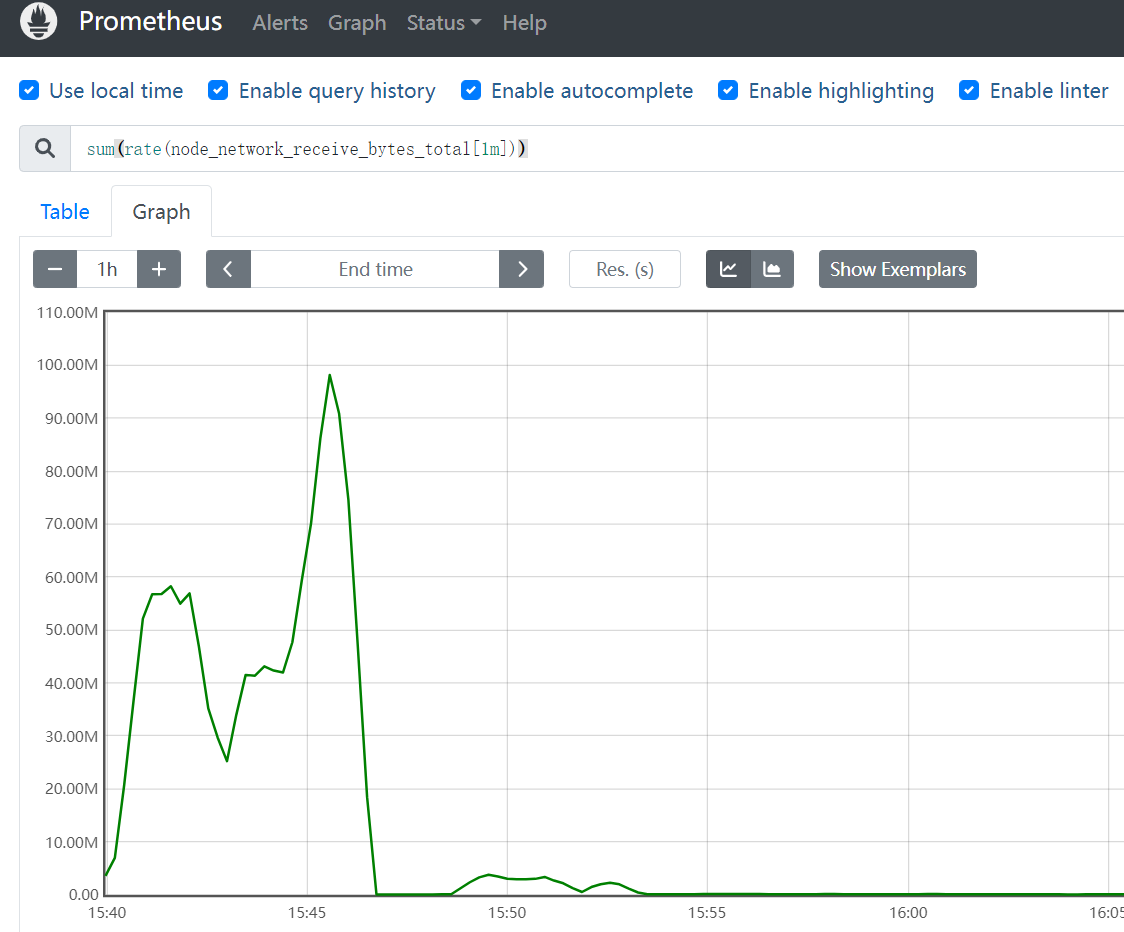 Prometheus Alerts Graph Status Help
Use local time Enable query history Enable autocomplete Enable highlighting Enable linter
sum(rate(node_network_receive_bytes_total[1m]))
Table Graph
1h End time Res. (s) Show Exemplars
110.00M
100.00M
90.00M
80.00M
70.00M
60.00M
50.00M
40.00M
30.00M
20.00M
10.00M
0.00
15:40 15:45 15:50 15:55 16:00 16:05